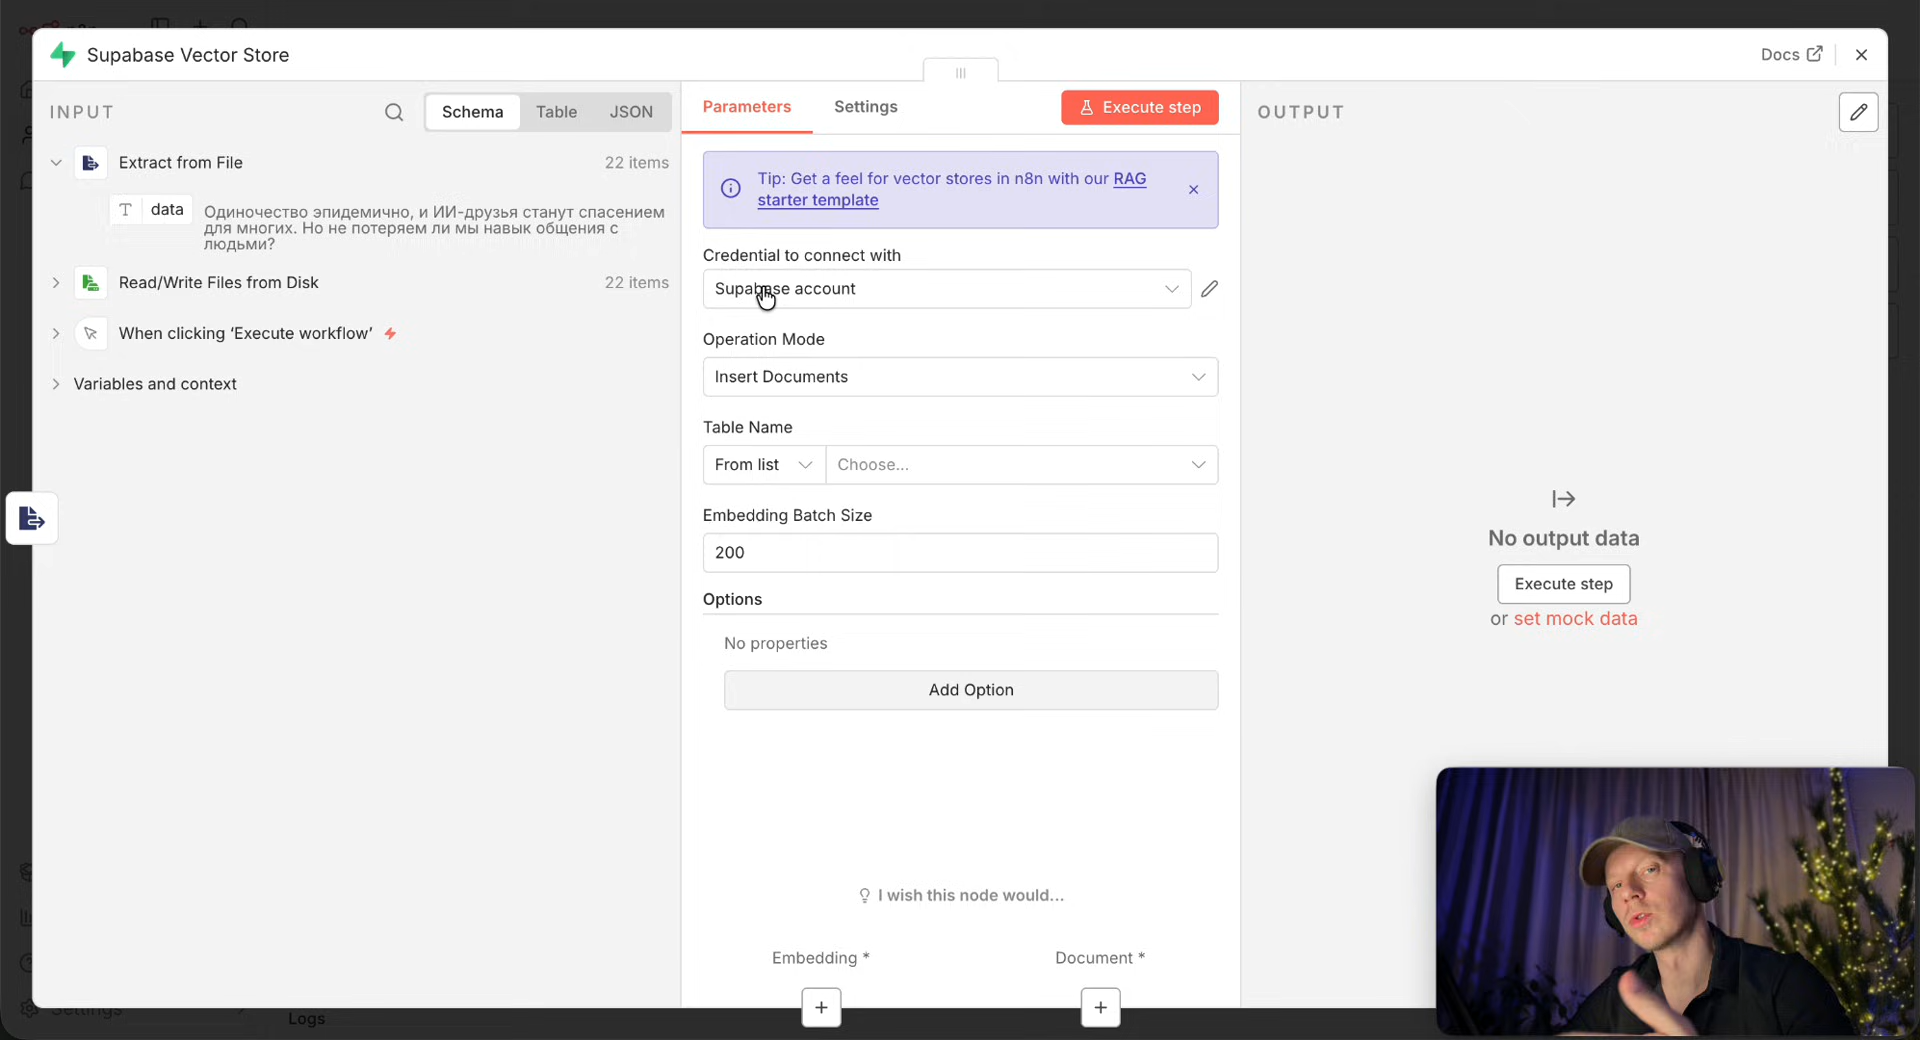 Supabase Vector Store
Docs
INPUT
Schema
Table
JSON
Parameters
Settings
Execute step
OUTPUT
Extract from File
22 items
T data
Одиночество эпидемично, и ИИ-друзья станут спасением
для многих. Но не потеряем ли мы навык общения с
людьми?
Read/Write Files from Disk
22 items
When clicking ‘Execute workflow’
Variables and context
Tip: Get a feel for vector stores in n8n with our RAG
starter template
Credential to connect with
Supabase account
Operation Mode
Insert Documents
Table Name
From list
Choose...
Embedding Batch Size
200
Options
No properties
Add Option
No output data
Execute step
or set mock data
I wish this node would...
Embedding *
Document *
Settings
Logs